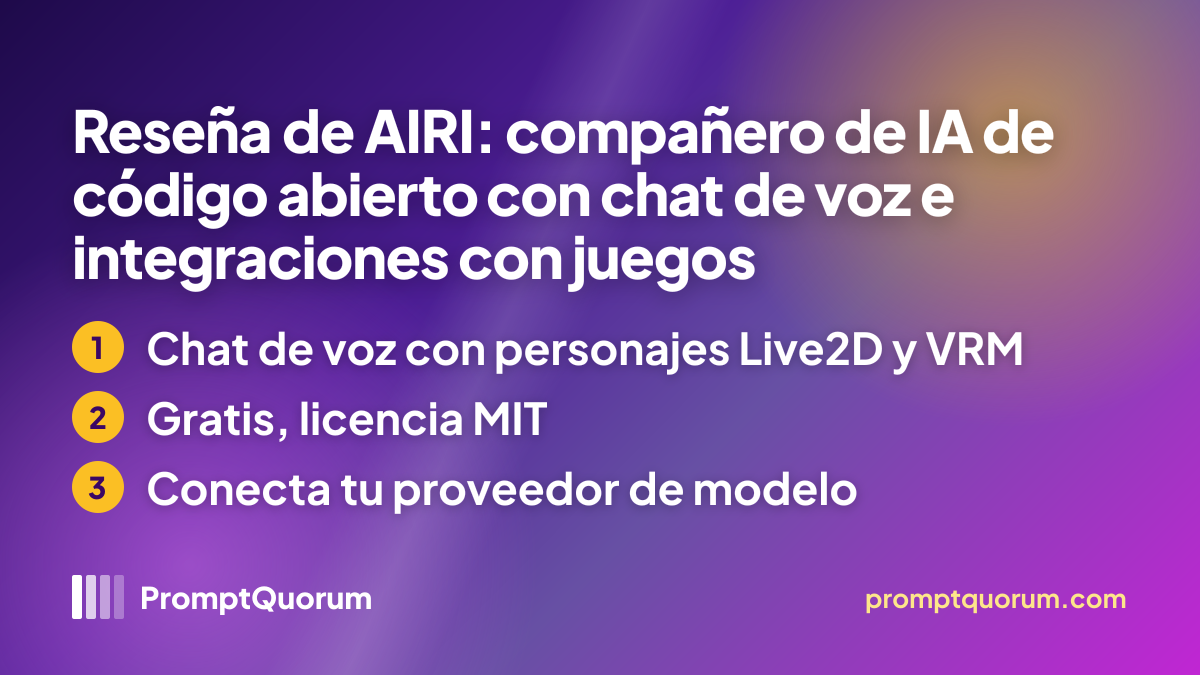 Reseña de AIRI: compañero de IA de
código abierto con chat de voz e
integraciones con juegos
1 Chat de voz con personajes Live2D y VRM
2 Gratis, licencia MIT
3 Conecta tu proveedor de modelo
PromptQuorum
promptquorum.com